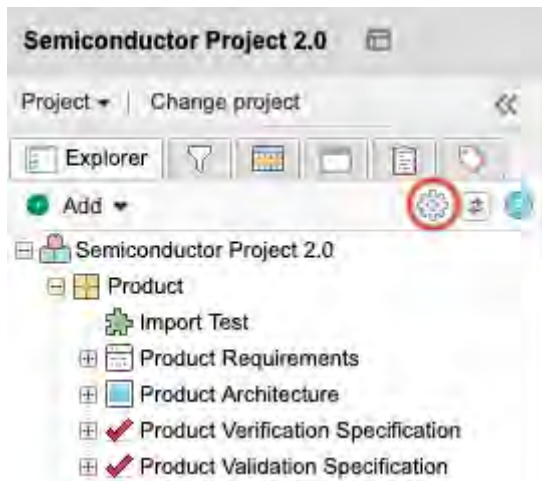 Semiconductor Project 2.0
Project | Change project
Explorer
Add
Semiconductor Project 2.0
Product
Import Test
Product Requirements
Product Architecture
Product Verification Specification
Product Validation Specification